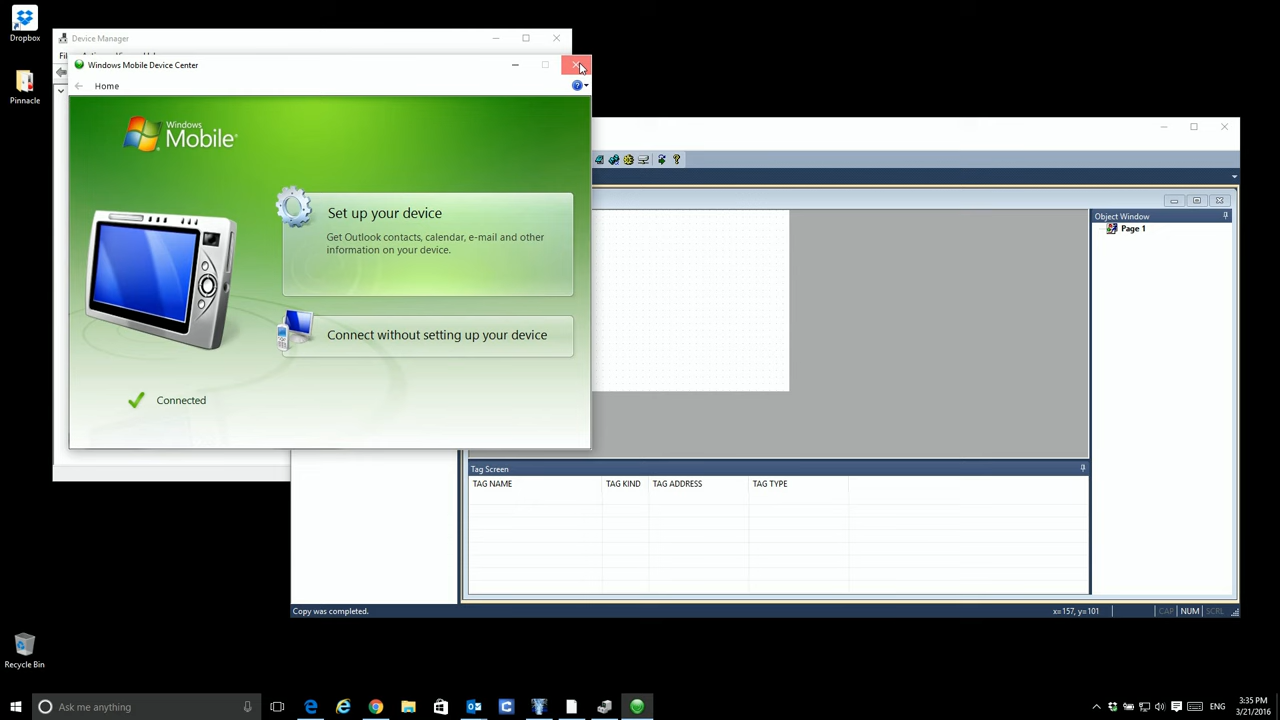 Dropbox
Pinnacle
Device Manager
Windows Mobile Device Center
Home
Windows
Mobile
Set up your device
Get Outlook contacts, calendar, e-mail and other
information on your device.
Connect without setting up your device
Connected
Object Window
Page 1
Tag Screen
TAG NAME
TAG KIND
TAG ADDRESS
TAG TYPE
Copy was completed.
x=157, y=101
CAP
NUM
SCRL
Recycle Bin
Ask me anything
ENG
3:35 PM
3/21/2016